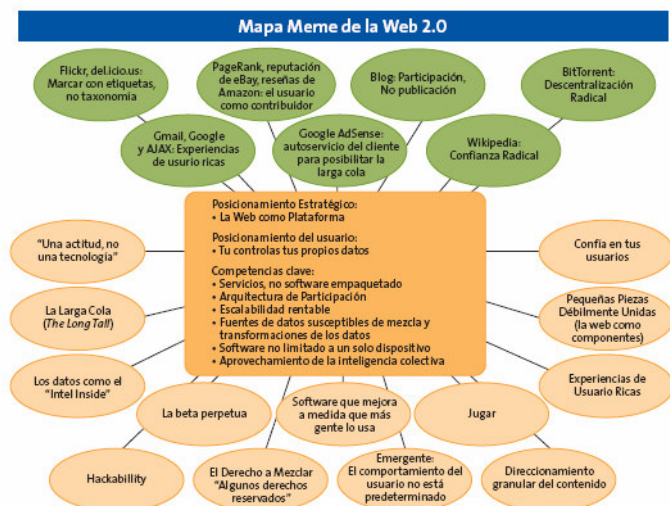 Mapa Meme de la Web 2.0
Flickr, del.icio.us:
Marcar con etiquetas,
no taxonomia
PageRank, reputación
de eBay, reseñas de
Amazon: el usuario
como contribuidor
Blog: Participación,
No publicación
BitTorrent:
Descentralización
Radical
Gmail, Google
y AJAX: Experiencias
de usurio ricas
Google AdSense:
autoservicio del cliente
para posibilitar la
larga cola
Wikipedia:
Confianza Radical
Posicionamiento Estratégico:
• La Web como Plataforma
Posicionamiento del usuario:
• Tu controlas tus propios datos
Competencias clave:
• Servicios, no software empaquetado
• Arquitectura de Participación
• Escalabilidad rentable
• Fuentes de datos susceptibles de mezcla y
transformaciones de los datos
• Software no limitado a un solo dispositivo
• Aprovechamiento de la inteligencia colectiva
"Una actitud, no
una tecnología"
La Larga Cola
(The Long Tall)
Los datos como el
"Intel Inside"
Confía en tus
usuarios
Pequeñas Piezas
Débilmente Unidas
(la web como
componentes)
Experiencias de
Usuario Ricas
La beta perpetua
Software que mejora
a medida que más
gente lo usa
Jugar
Hackabillity
El Derecho a Mezclar
"Algunos derechos
reservados"
Emergente:
El comportamiento del
usuario no está
predeterminado
Direccionamiento
granular del contenido